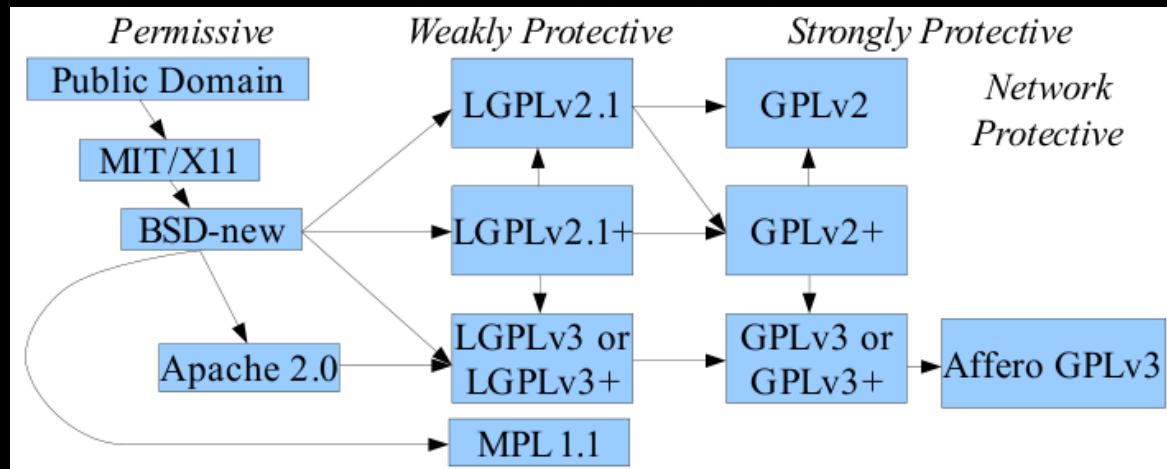 Permissive
Weakly Protective
Strongly Protective
Public Domain
LGPLv2.1
GPLv2
Network
Protective
MIT/X11
BSD-new
LGPLv2.1+
GPLv2+
Apache 2.0
LGPLv3 or
LGPLv3+
GPLv3 or
GPLv3+
Affero GPLv3
MPL 1.1